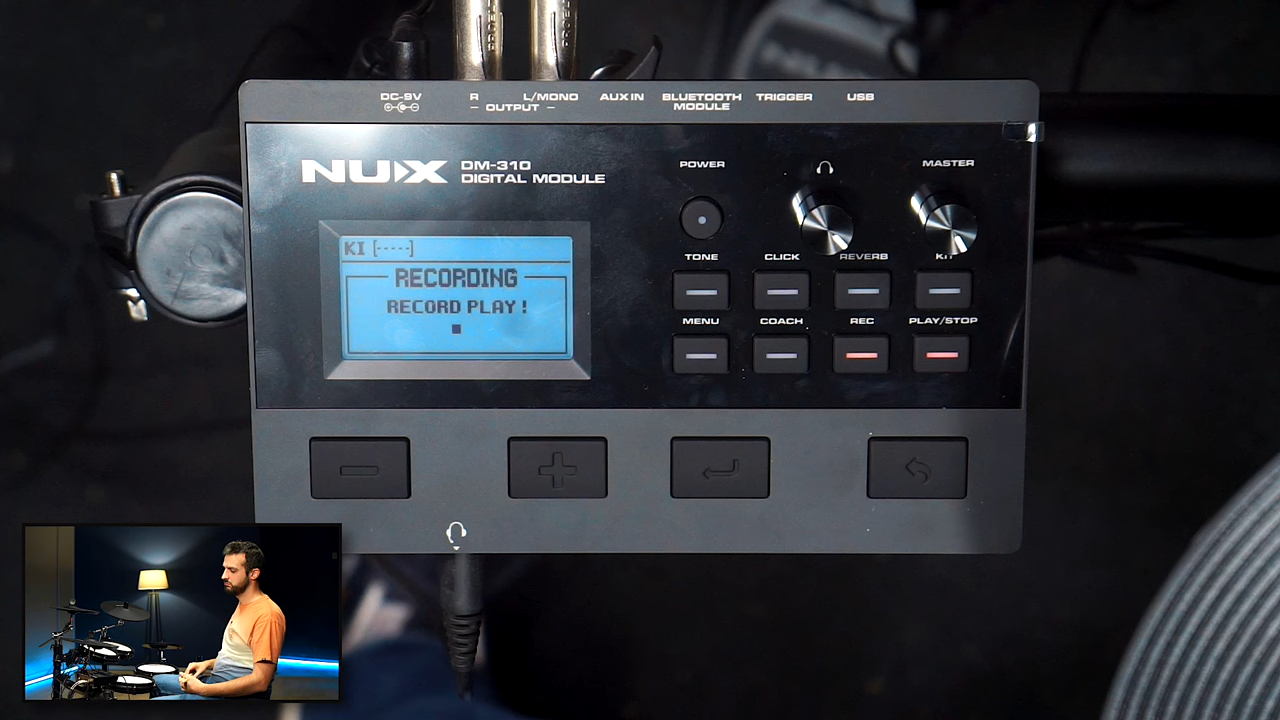 DC-9V
R
L/MONO
– OUTPUT –
AUX IN
BLUETOOTH
MODULE
TRIGGER
USB
NUX
DM-310
DIGITAL MODULE
POWER
MASTER
KI [-----]
RECORDING
RECORD PLAY!
TONE
CLICK
REVERB
KIT
MENU
COACH
REC
PLAY/STOP